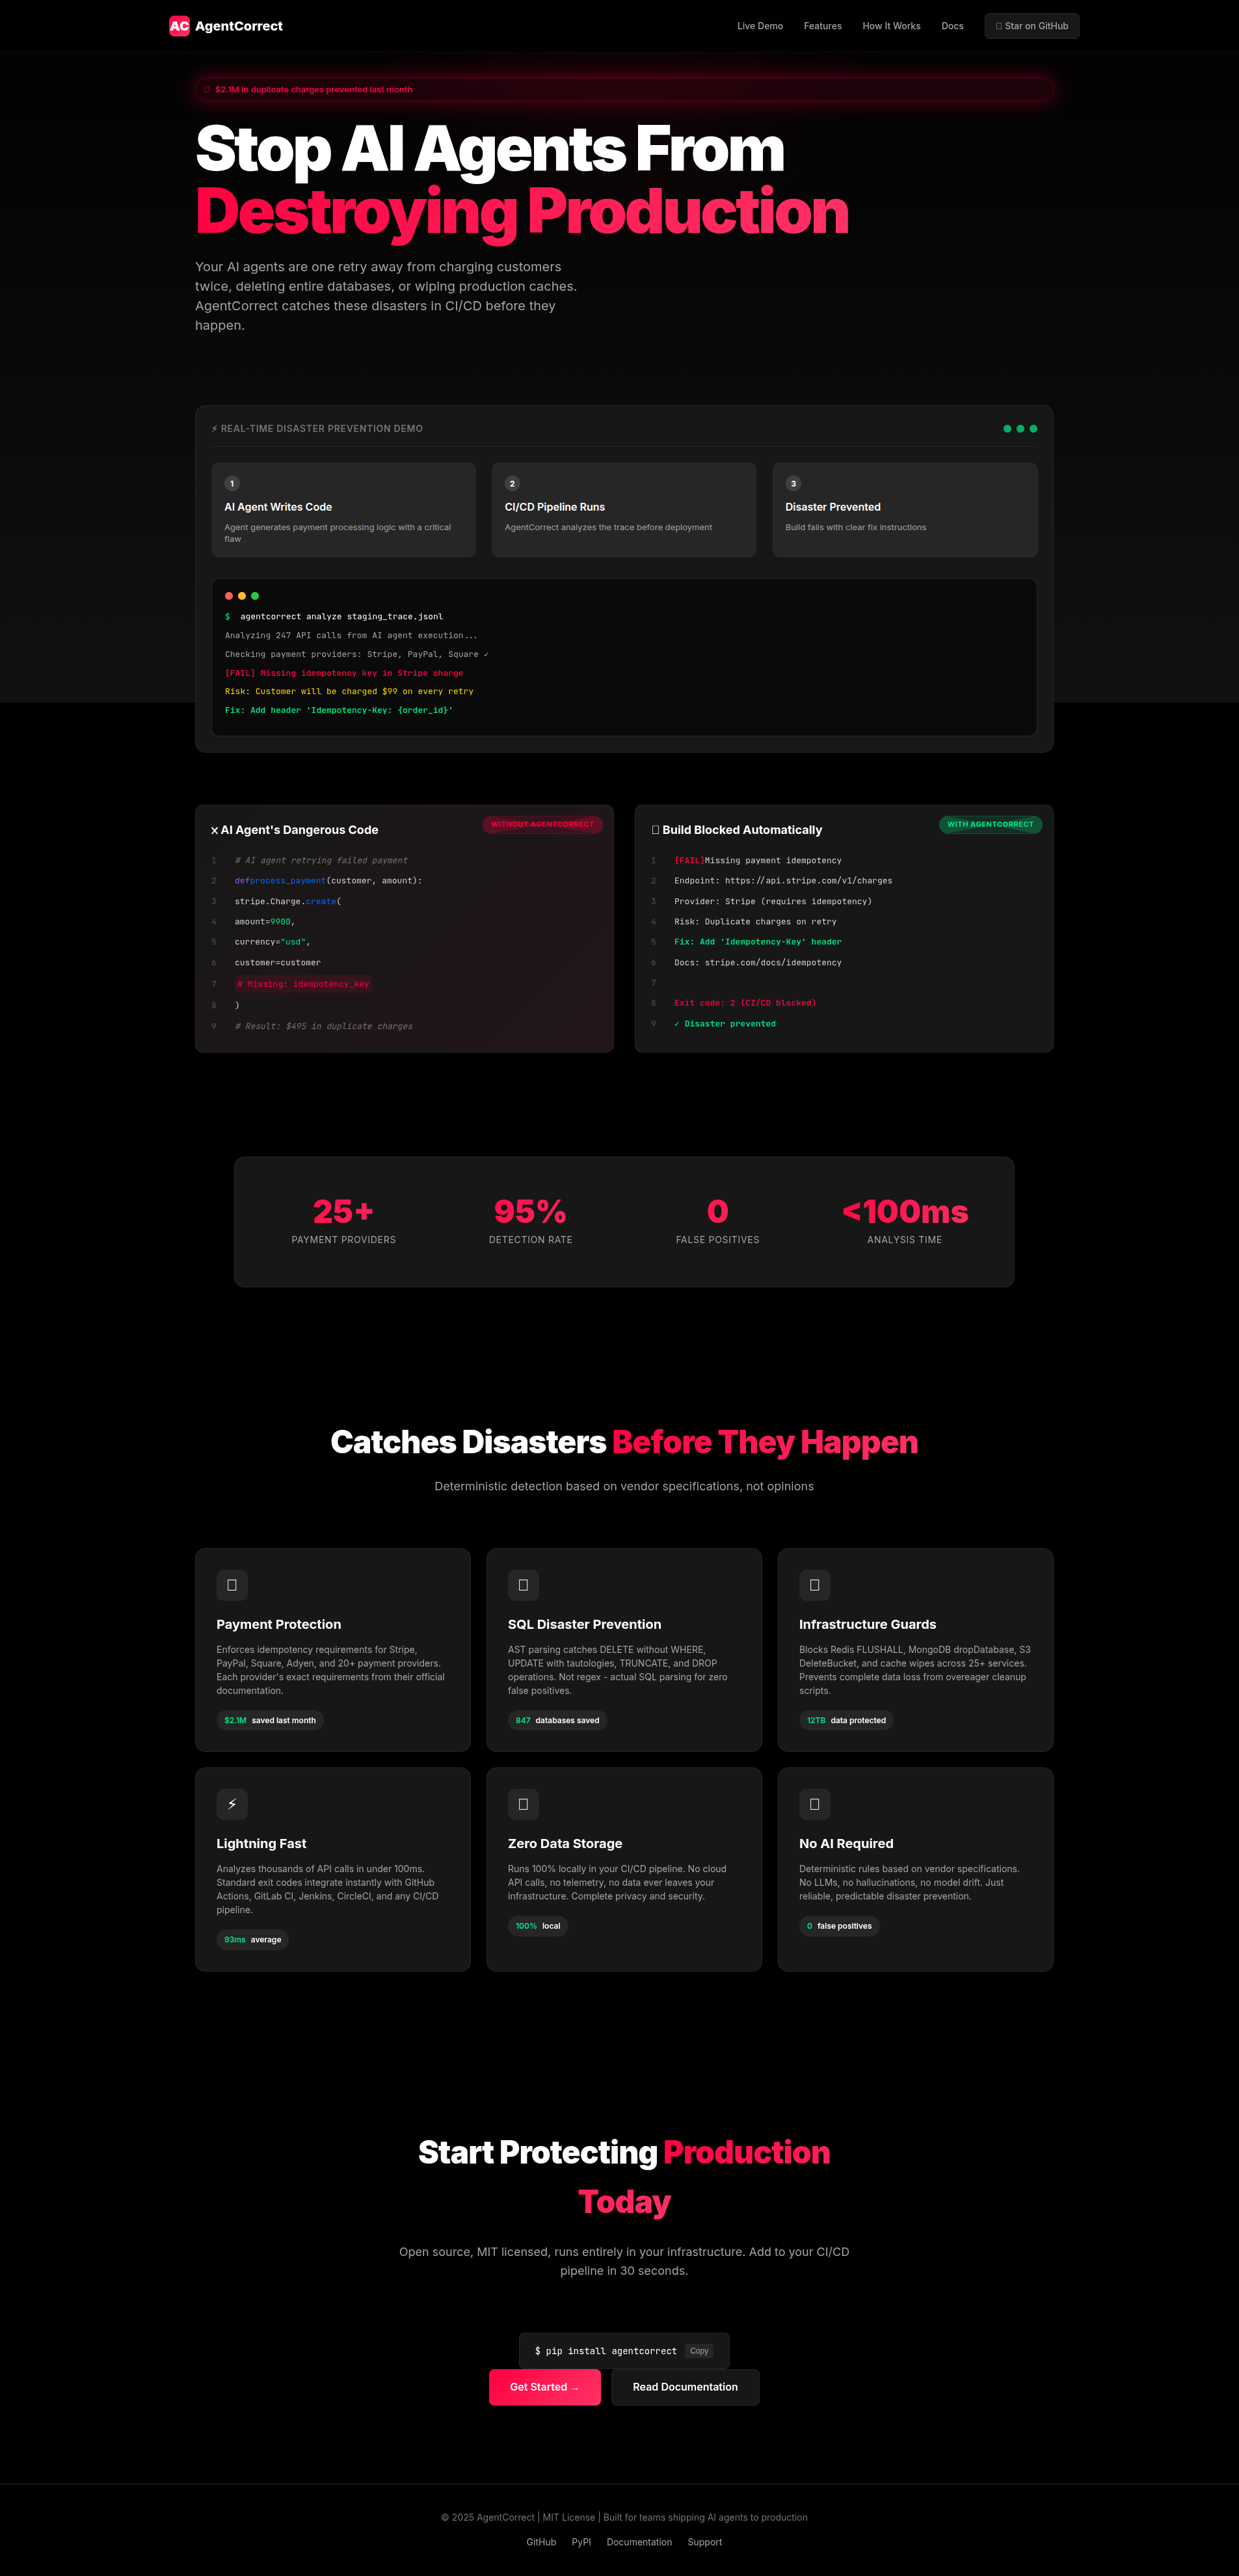 AC AgentCorrect
Live Demo Features How It Works Docs Star on GitHub
$2.1M in duplicate charges prevented last month
Stop AI Agents From
Destroying Production
Your AI agents are one retry away from charging customers
twice, deleting entire databases, or wiping production caches.
AgentCorrect catches these disasters in CI/CD before they
happen.
⚡ REAL-TIME DISASTER PREVENTION DEMO
1
AI Agent Writes Code
Agent generates payment processing logic with a critical
flaw
2
CI/CD Pipeline Runs
AgentCorrect analyzes the trace before deployment
3
Disaster Prevented
Build fails with clear fix instructions
$ agentcorrect analyze staging_trace.jsonl
Analyzing 247 API calls from AI agent execution...
Checking payment providers: Stripe, PayPal, Square ✓
[FAIL] Missing idempotency key in Stripe charge
Risk: Customer will be charged $99 on every retry
Fix: Add header 'Idempotency-Key: {order_id}'
x AI Agent's Dangerous Code
WITHOUT AGENTCORRECT
1 # AI agent retrying failed payment
2 defprocess_payment(customer, amount):
3 stripe.Charge.create(
4 amount=9900,
5 currency="usd",
6 customer=customer
7 # Missing: idempotency_key
8 )
9 # Result: $495 in duplicate charges
Build Blocked Automatically
WITH AGENTCORRECT
1 [FAIL]Missing payment idempotency
2 Endpoint: https://api.stripe.com/v1/charges
3 Provider: Stripe (requires idempotency)
4 Risk: Duplicate charges on retry
5 Fix: Add 'Idempotency-Key' header
6 Docs: stripe.com/docs/idempotency
7
8 Exit code: 2 (CI/CD blocked)
9 ✓ Disaster prevented
25+
PAYMENT PROVIDERS
95%
DETECTION RATE
0
FALSE POSITIVES
<100ms
ANALYSIS TIME
Catches Disasters Before They Happen
Deterministic detection based on vendor specifications, not opinions
Payment Protection
Enforces idempotency requirements for Stripe,
PayPal, Square, Adyen, and 20+ payment providers.
Each provider's exact requirements from their official
documentation.
$2.1M saved last month
SQL Disaster Prevention
AST parsing catches DELETE without WHERE,
UPDATE with tautologies, TRUNCATE, and DROP
operations. Not regex - actual SQL parsing for zero
false positives.
847 databases saved
Infrastructure Guards
Blocks Redis FLUSHALL, MongoDB dropDatabase, S3
DeleteBucket, and cache wipes across 25+ services.
Prevents complete data loss from overeager cleanup
scripts.
12TB data protected
⚡
Lightning Fast
Analyzes thousands of API calls in under 100ms.
Standard exit codes integrate instantly with GitHub
Actions, GitLab CI, Jenkins, CircleCI, and any CI/CD
pipeline.
93ms average
Zero Data Storage
Runs 100% locally in your CI/CD pipeline. No cloud
API calls, no telemetry, no data ever leaves your
infrastructure. Complete privacy and security.
100% local
No AI Required
Deterministic rules based on vendor specifications.
No LLMs, no hallucinations, no model drift. Just
reliable, predictable disaster prevention.
0 false positives
Start Protecting Production
Today
Open source, MIT licensed, runs entirely in your infrastructure. Add to your CI/CD
pipeline in 30 seconds.
$ pip install agentcorrect Copy
Get Started →
Read Documentation
© 2025 AgentCorrect | MIT License | Built for teams shipping AI agents to production
GitHub PyPI Documentation Support